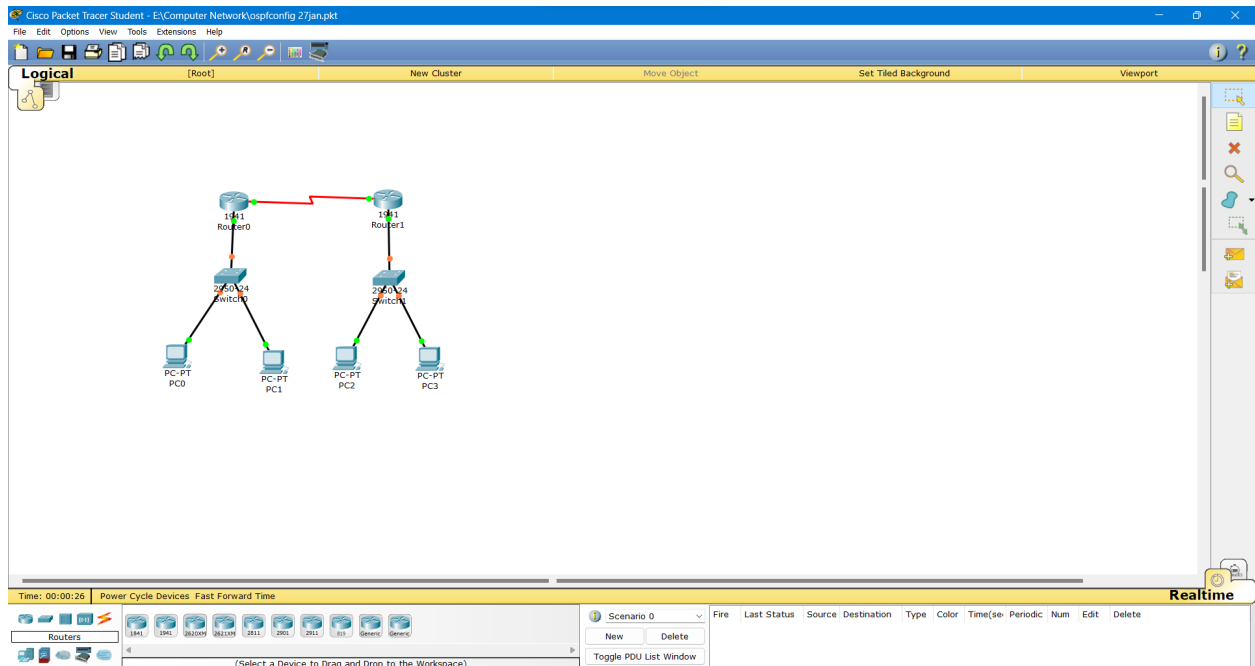 Cisco Packet Tracer Student - E:\Computer Network\ospfconfig 27jan.pkt
File Edit Options View Tools Extensions Help
Logical [Root] New Cluster Move Object Set Tiled Background Viewport
1941
Router0
1941
Router1
2950-24
Switch0
2950-24
Switch1
PC-PT
PC0
PC-PT
PC1
PC-PT
PC2
PC-PT
PC3
Time: 00:00:26 Power Cycle Devices Fast Forward Time Realtime
Routers
1841 1941 2620XM 2621XM 2811 2901 2911 819 Generic Generic
(Select a Device to Drag and Drop to the Workspace)
Scenario 0
New Delete
Toggle PDU List Window
Fire Last Status Source Destination Type Color Time(se Periodic Num Edit Delete